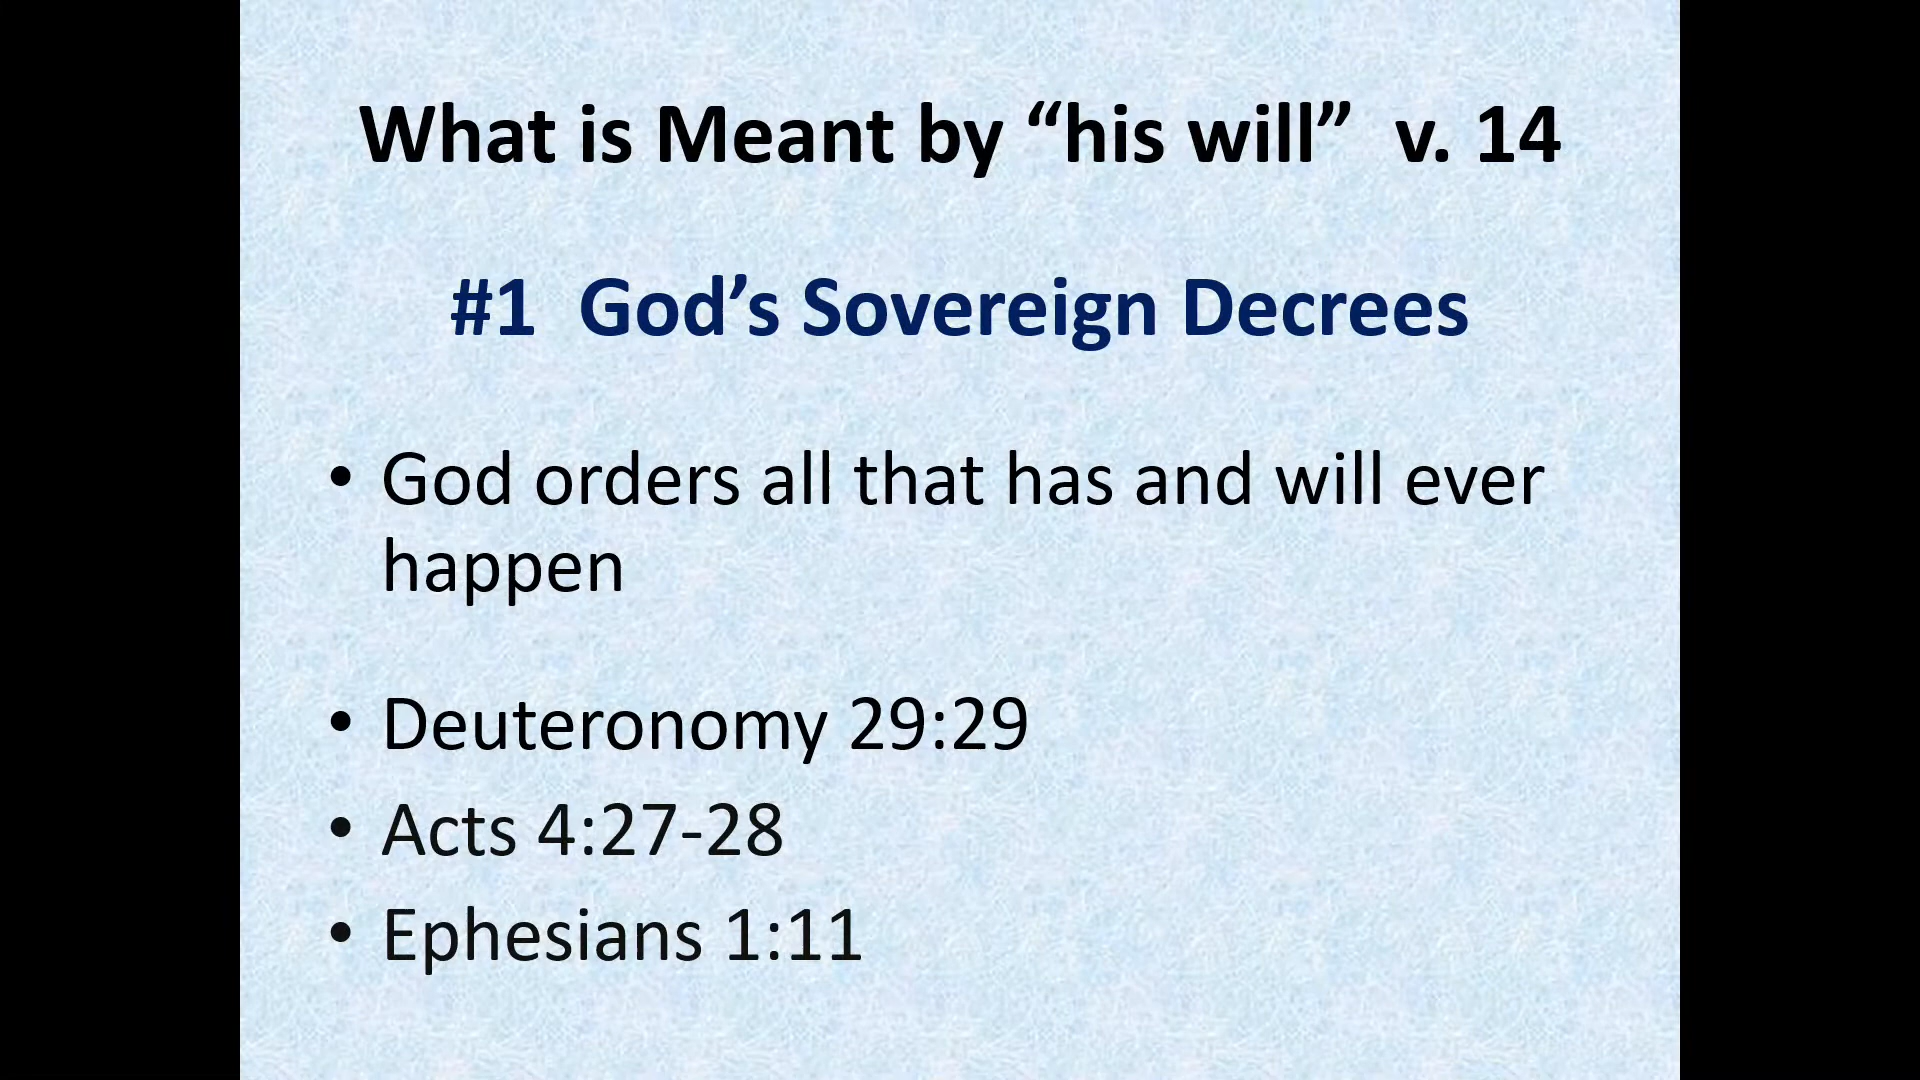 What is Meant by “his will”  v. 14
#1  God’s Sovereign Decrees
• God orders all that has and will ever
happen
• Deuteronomy 29:29
• Acts 4:27-28
• Ephesians 1:11